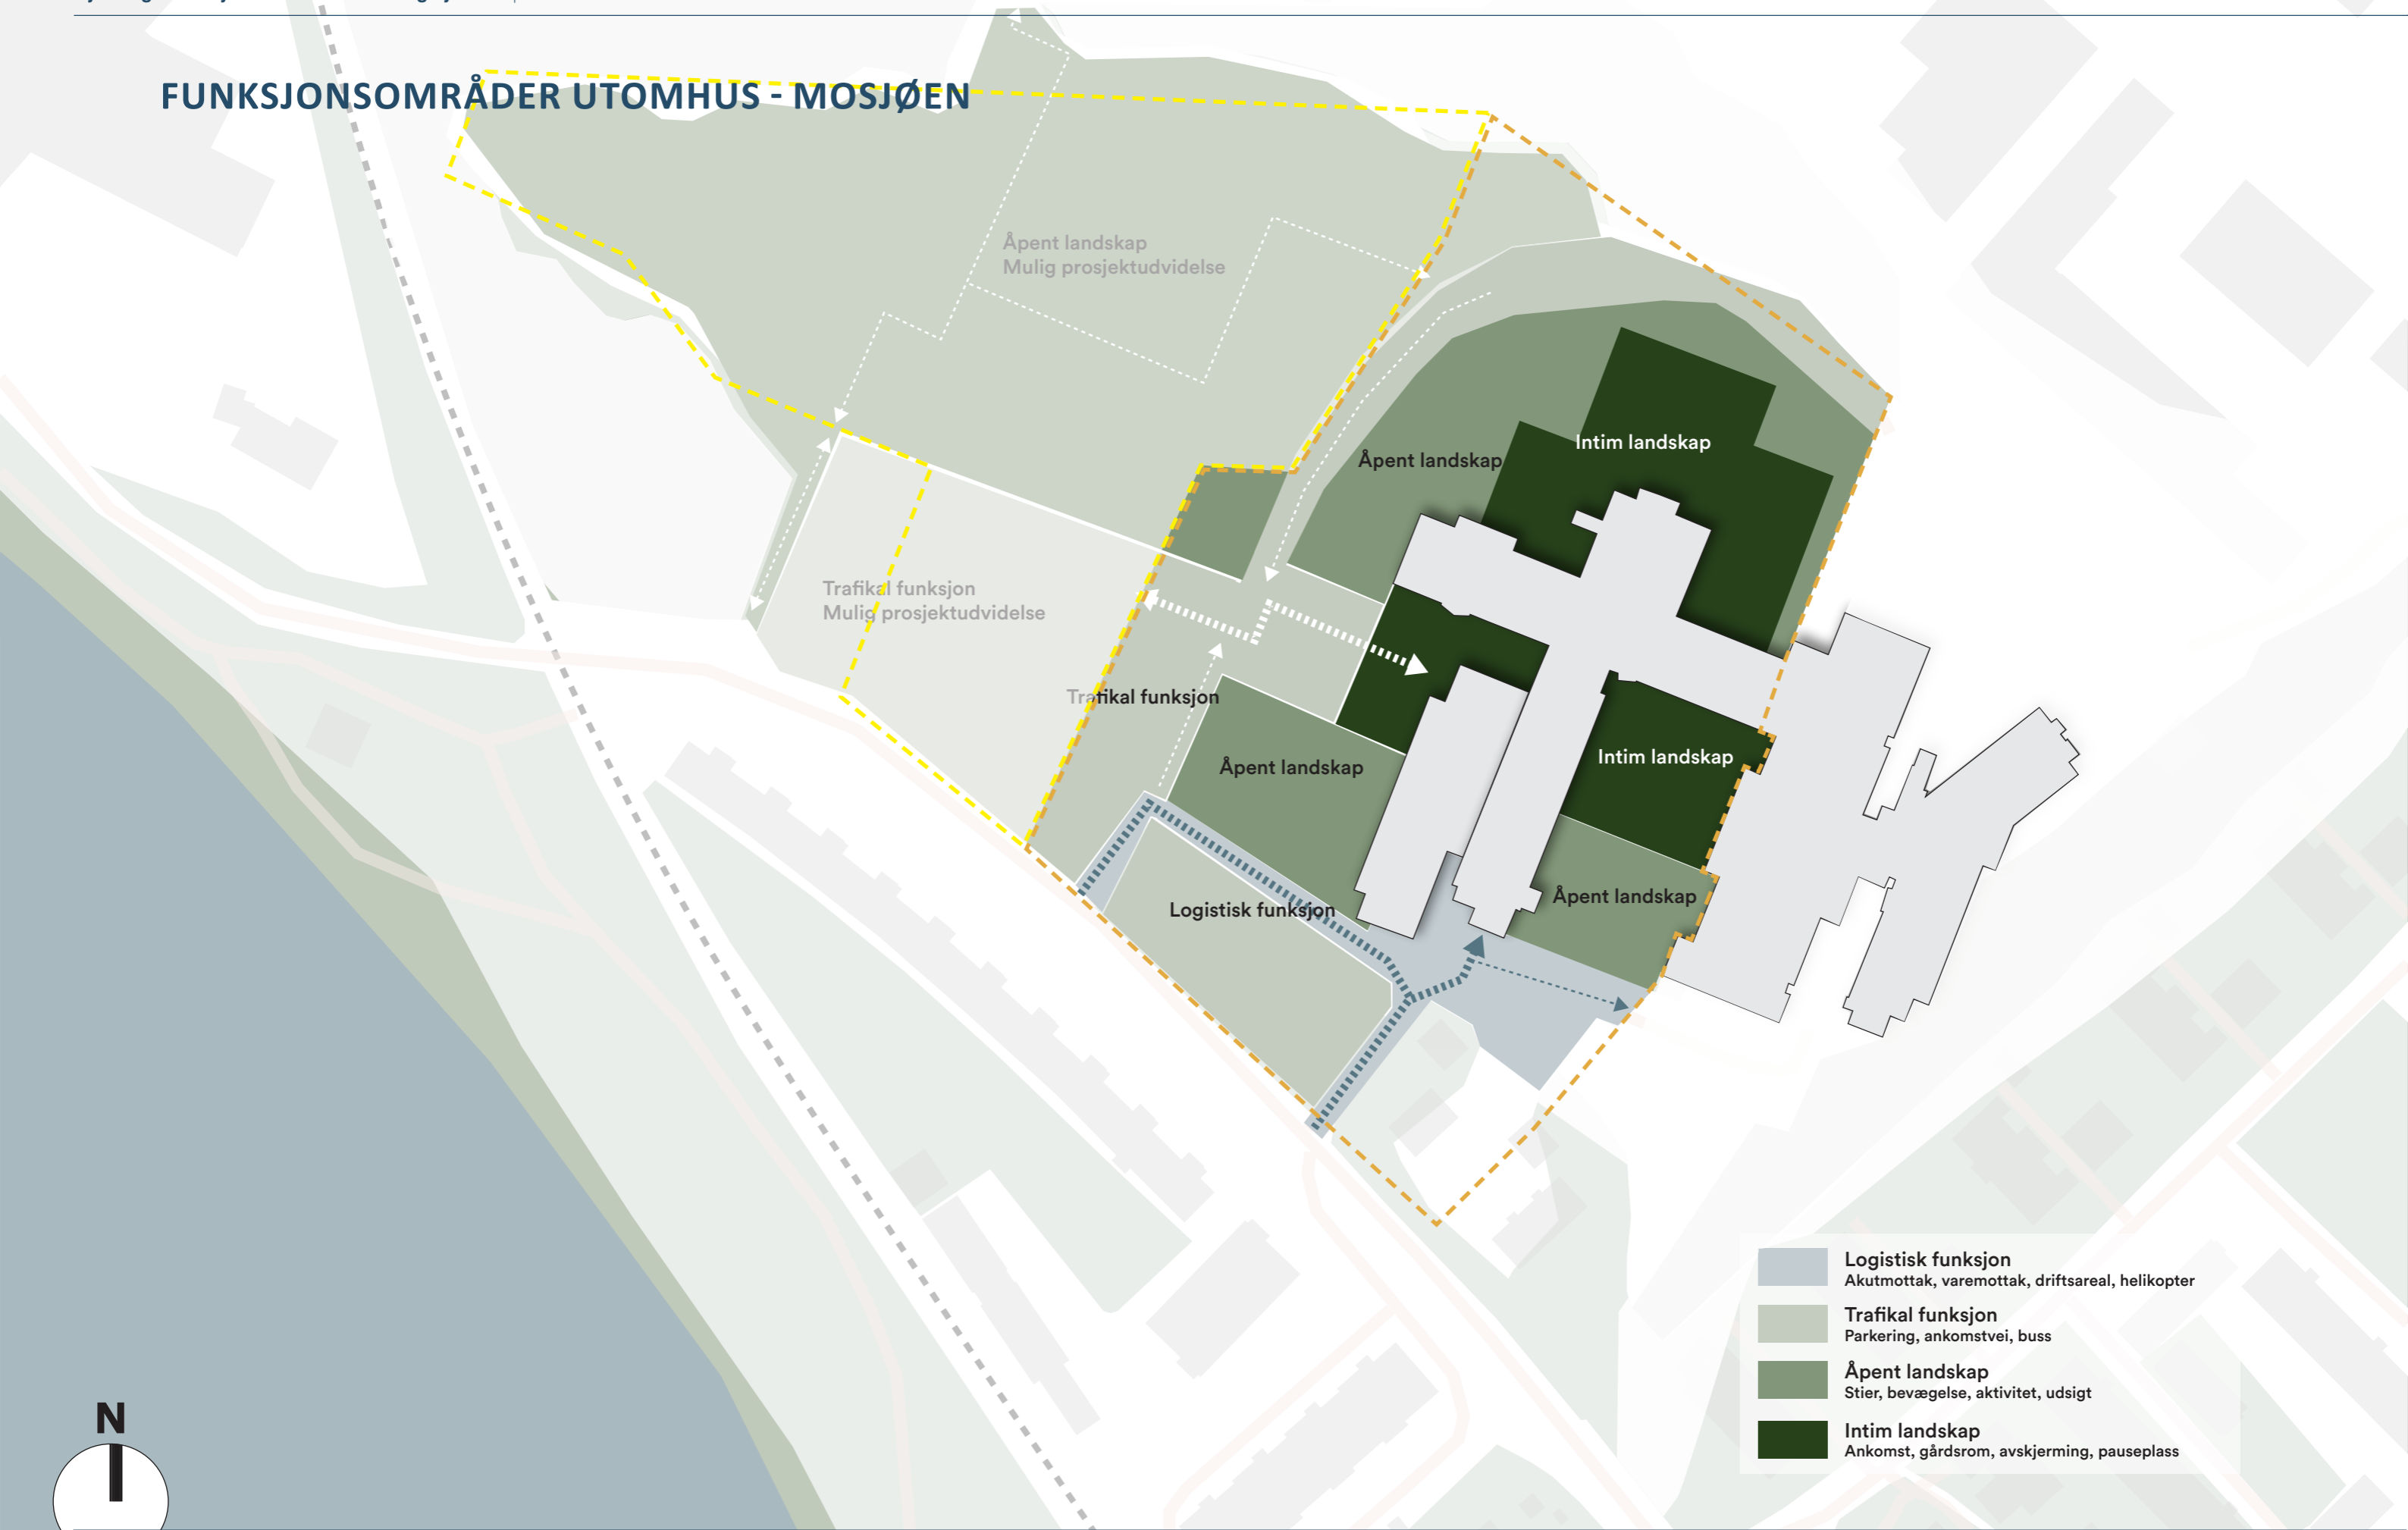 FUNKSJONSOMRÅDER UTOMHUS - MOSJØEN
Åpent landskap
Mulig prosjektudvidelse
Intim landskap
Åpent landskap
Trafikal funksjon
Mulig prosjektudvidelse
Trafikal funksjon
Intim landskap
Åpent landskap
Åpent landskap
Logistisk funksjon
Logistisk funksjon
Akutmottak, varemottak, driftsareal, helikopter
Trafikal funksjon
Parkering, ankomstvei, buss
Åpent landskap
Stier, bevægelse, aktivitet, udsigt
Intim landskap
Ankomst, gårdsrom, avskjerming, pauseplass
N